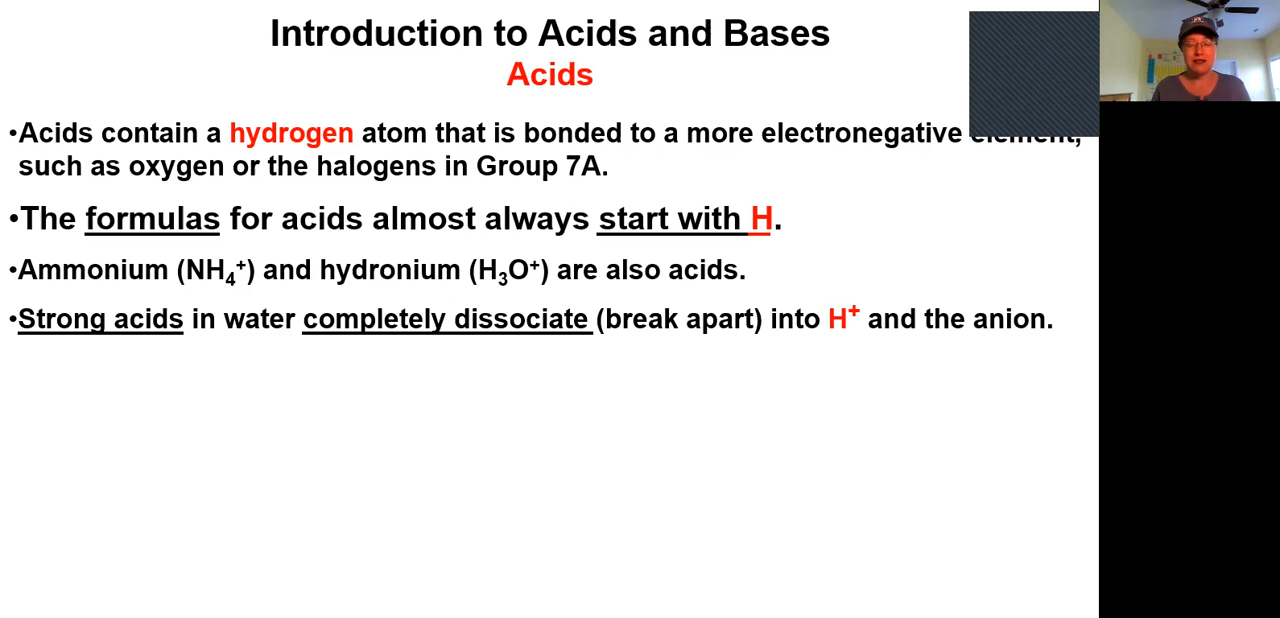 Introduction to Acids and Bases
Acids
•Acids contain a hydrogen atom that is bonded to a more electronegative element,
such as oxygen or the halogens in Group 7A.
•The formulas for acids almost always start with H.
•Ammonium (NH₄⁺) and hydronium (H₃O⁺) are also acids.
•Strong acids in water completely dissociate (break apart) into H⁺ and the anion.